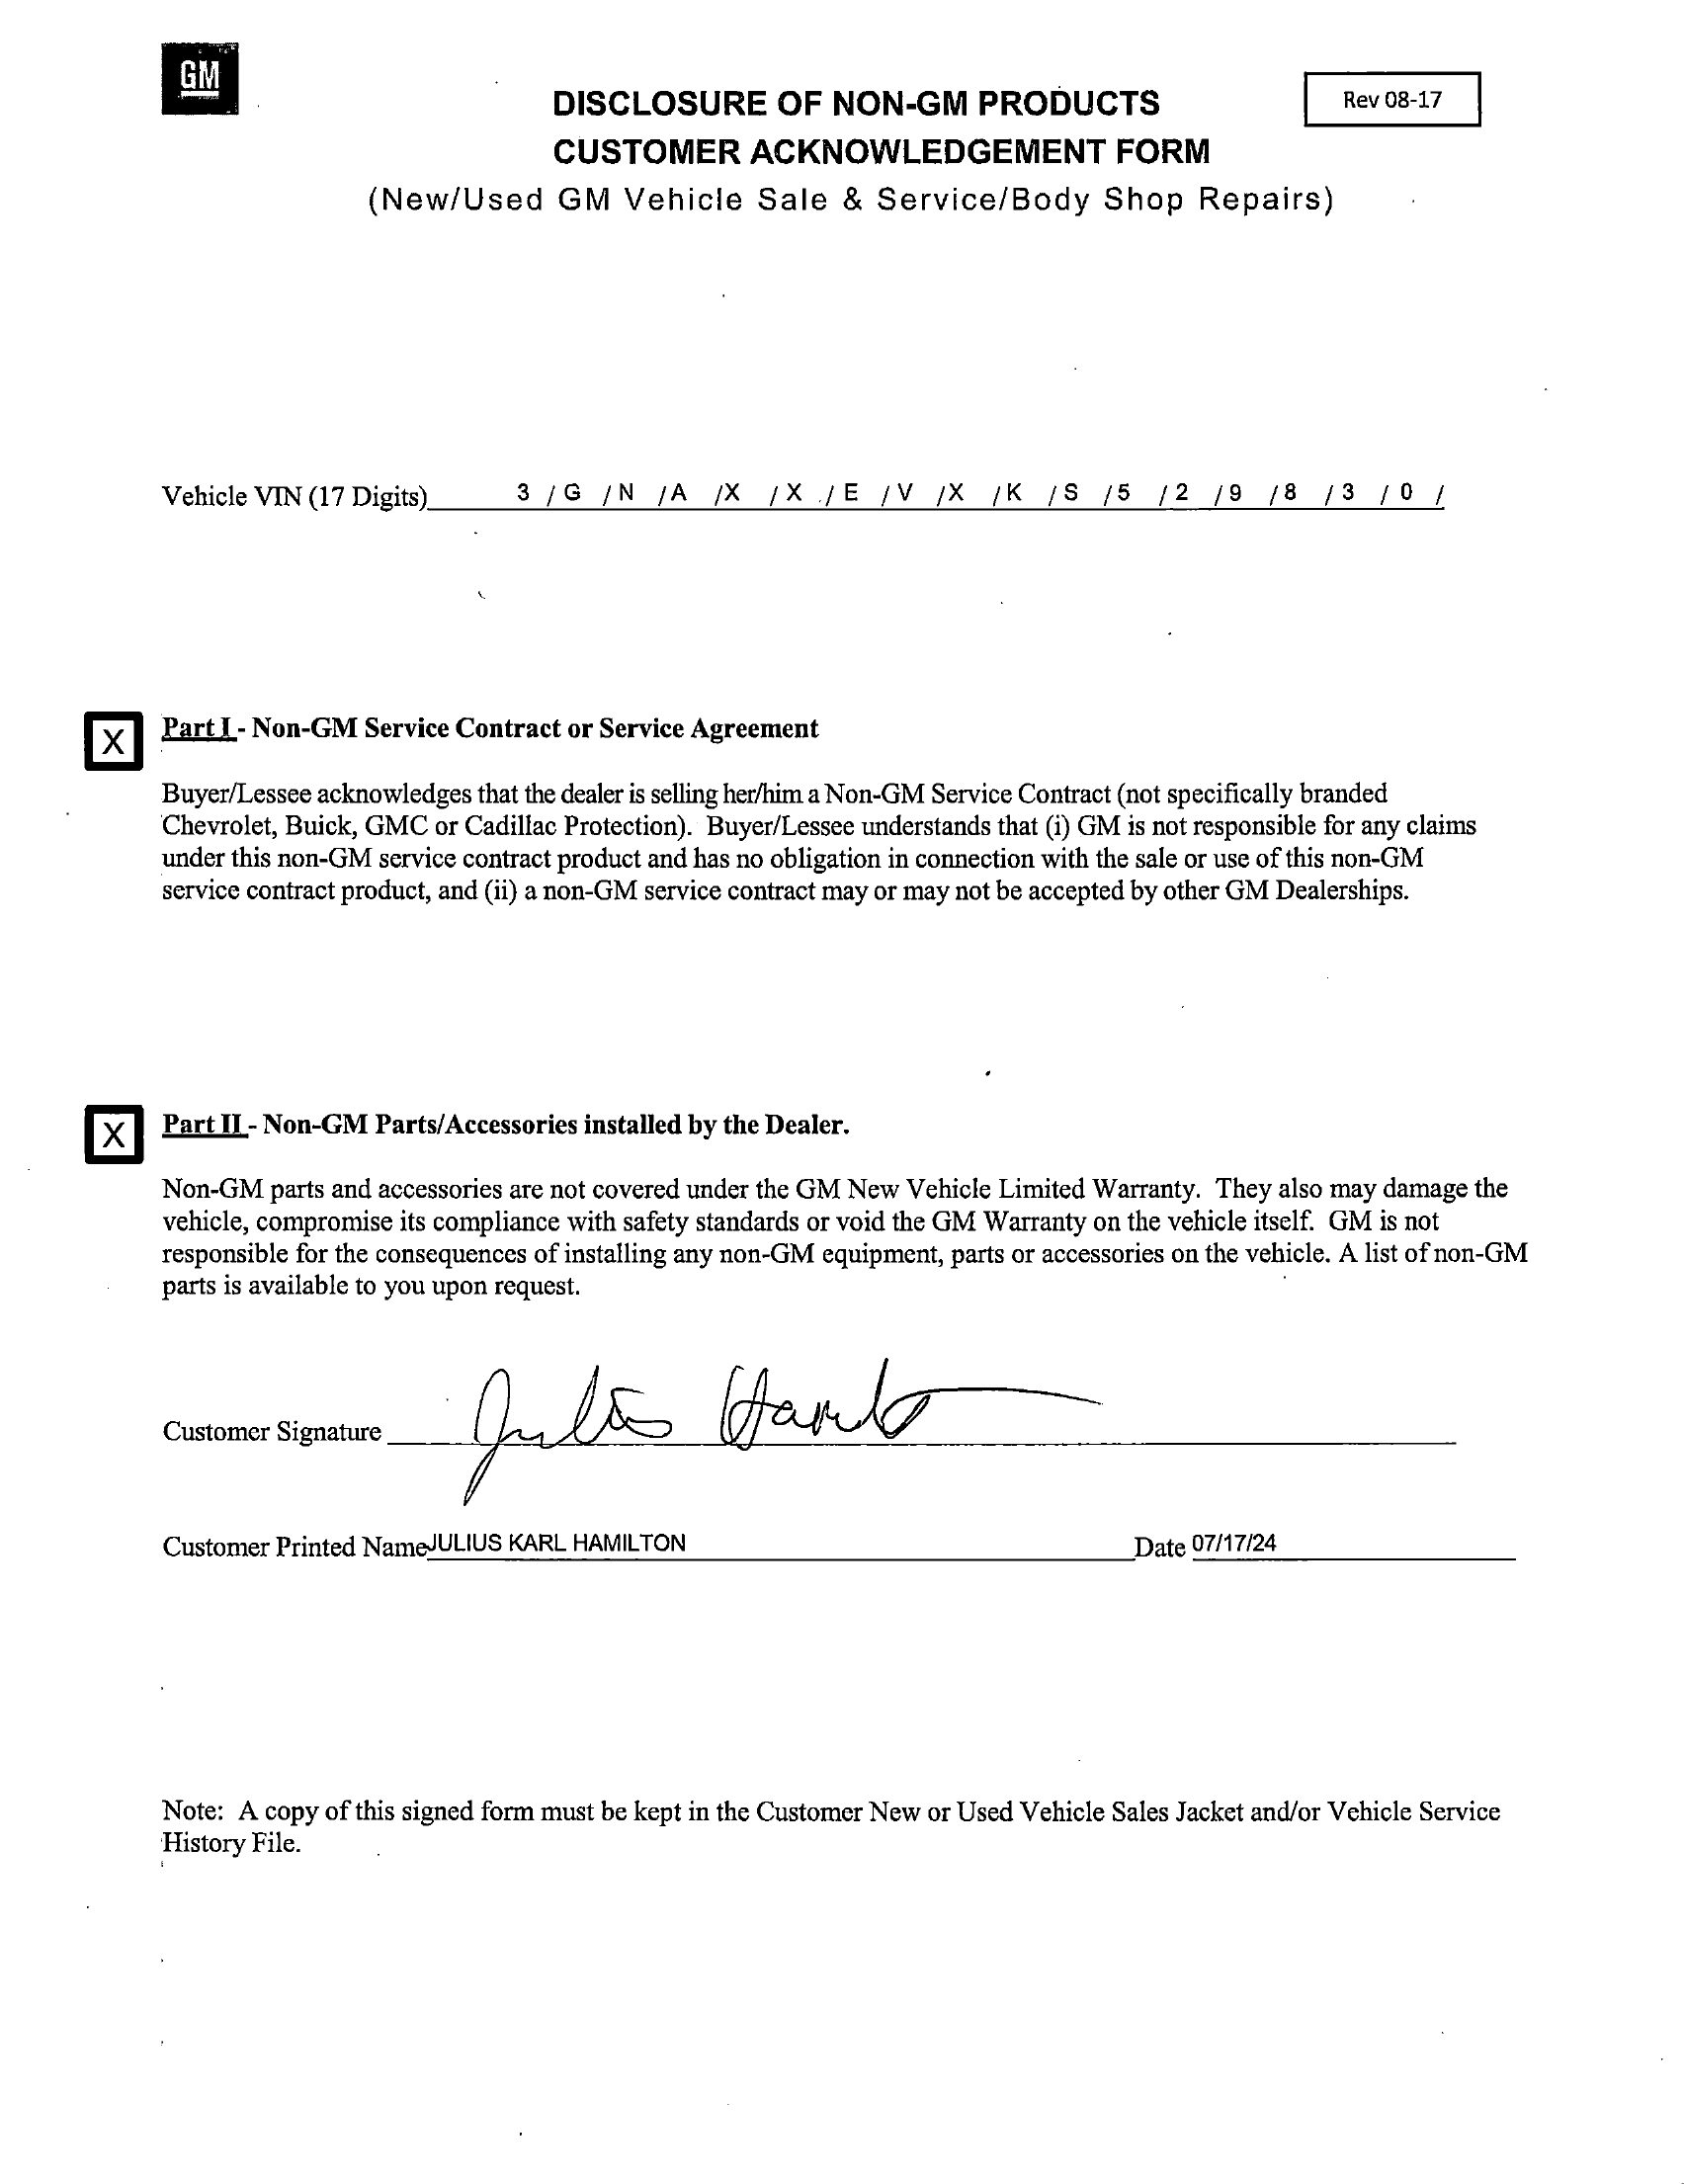 GM
DISCLOSURE OF NON-GM PRODUCTS
Rev 08-17
CUSTOMER ACKNOWLEDGEMENT FORM
(New/Used GM Vehicle Sale & Service/Body Shop Repairs)
Vehicle VIN (17 Digits) 3 / G / N / A / X / X / E / V / X / K / S / 5 / 2 / 9 / 8 / 3 / 0 /
X Part I - Non-GM Service Contract or Service Agreement
Buyer/Lessee acknowledges that the dealer is selling her/him a Non-GM Service Contract (not specifically branded
Chevrolet, Buick, GMC or Cadillac Protection). Buyer/Lessee understands that (i) GM is not responsible for any claims
under this non-GM service contract product and has no obligation in connection with the sale or use of this non-GM
service contract product, and (ii) a non-GM service contract may or may not be accepted by other GM Dealerships.
X Part II - Non-GM Parts/Accessories installed by the Dealer.
Non-GM parts and accessories are not covered under the GM New Vehicle Limited Warranty. They also may damage the
vehicle, compromise its compliance with safety standards or void the GM Warranty on the vehicle itself. GM is not
responsible for the consequences of installing any non-GM equipment, parts or accessories on the vehicle. A list of non-GM
parts is available to you upon request.
Customer Signature
Customer Printed Name JULIUS KARL HAMILTON Date 07/17/24
Note: A copy of this signed form must be kept in the Customer New or Used Vehicle Sales Jacket and/or Vehicle Service
History File.